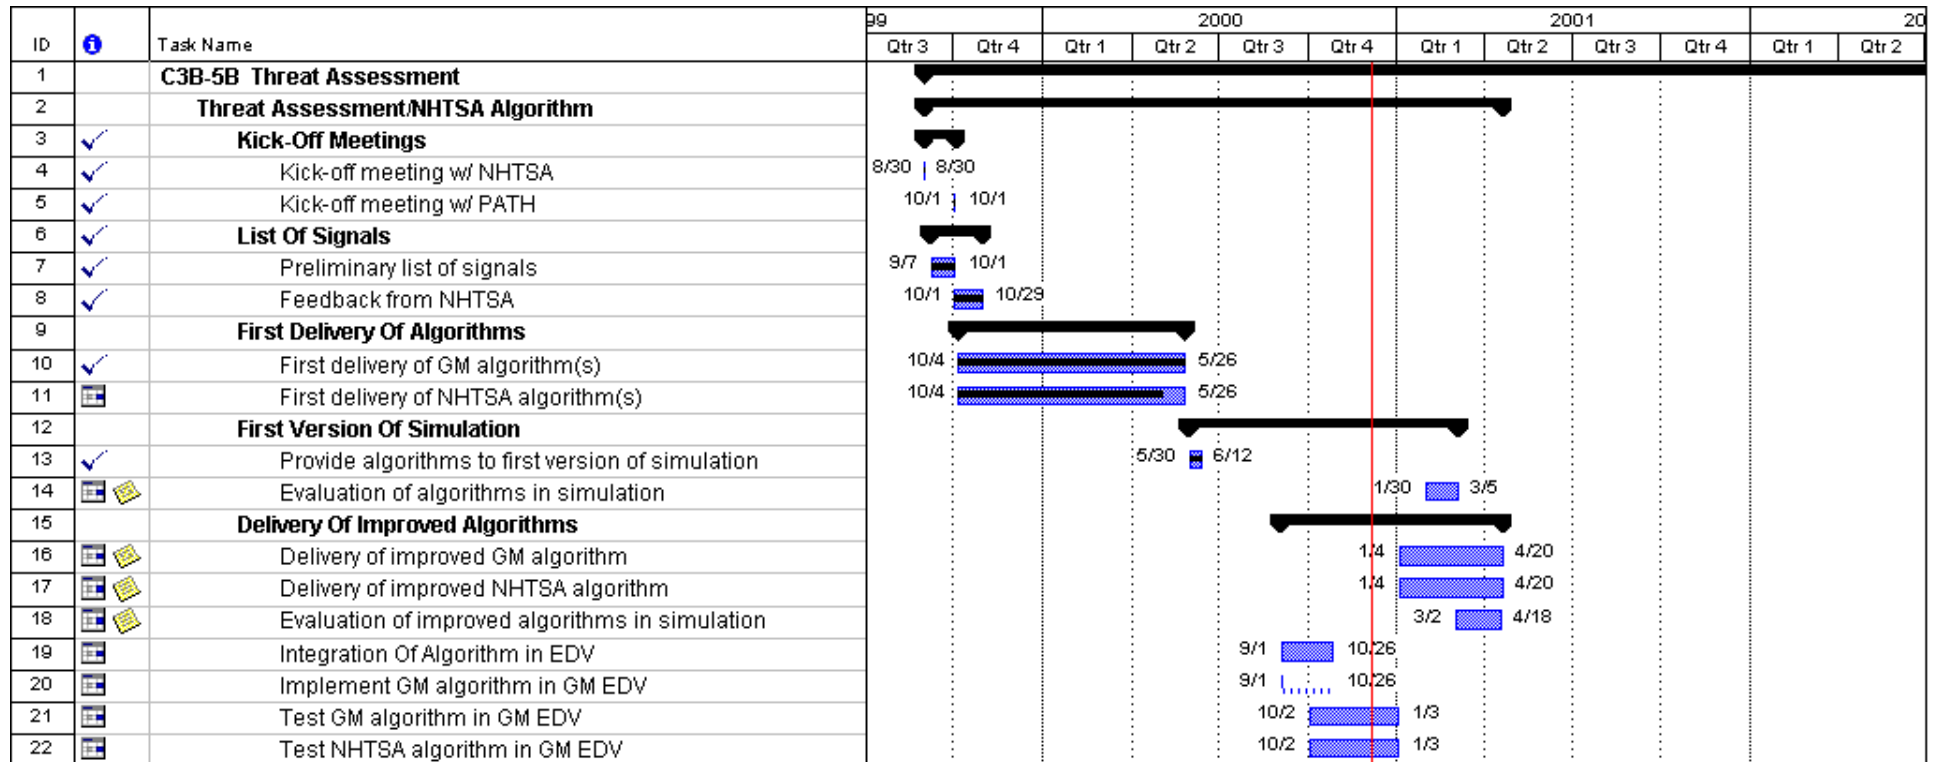 99 2000 2001 20
ID Task Name Qtr 3 Qtr 4 Qtr 1 Qtr 2 Qtr 3 Qtr 4 Qtr 1 Qtr 2 Qtr 3 Qtr 4 Qtr 1 Qtr 2
1 C3B-5B Threat Assessment
2 Threat Assessment/NHTSA Algorithm
3 Kick-Off Meetings
4 Kick-off meeting w/ NHTSA 8/30 8/30
5 Kick-off meeting w/ PATH 10/1 10/1
6 List Of Signals
7 Preliminary list of signals 9/7 10/1
8 Feedback from NHTSA 10/1 10/29
9 First Delivery Of Algorithms
10 First delivery of GM algorithm(s) 10/4 5/26
11 First delivery of NHTSA algorithm(s) 10/4 5/26
12 First Version Of Simulation
13 Provide algorithms to first version of simulation 5/30 6/12
14 Evaluation of algorithms in simulation 1/30 3/5
15 Delivery Of Improved Algorithms
16 Delivery of improved GM algorithm 1/4 4/20
17 Delivery of improved NHTSA algorithm 1/4 4/20
18 Evaluation of improved algorithms in simulation 3/2 4/18
19 Integration Of Algorithm in EDV 9/1 10/26
20 Implement GM algorithm in GM EDV 9/1 10/26
21 Test GM algorithm in GM EDV 10/2 1/3
22 Test NHTSA algorithm in GM EDV 10/2 1/3